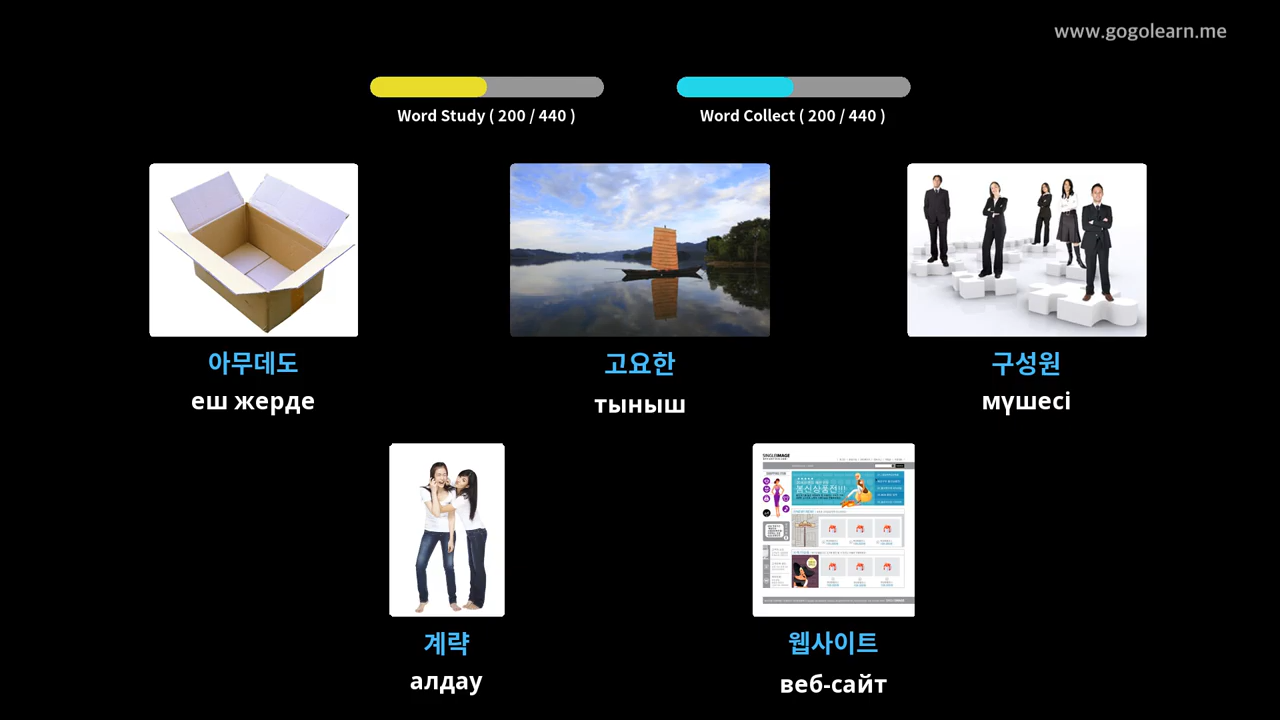 www.gogolearn.me
Word Study ( 200 / 440 )
Word Collect ( 200 / 440 )
아무데도
еш жерде
고요한
тыныш
구성원
мүшесі
계략
алдау
웹사이트
веб-сайт